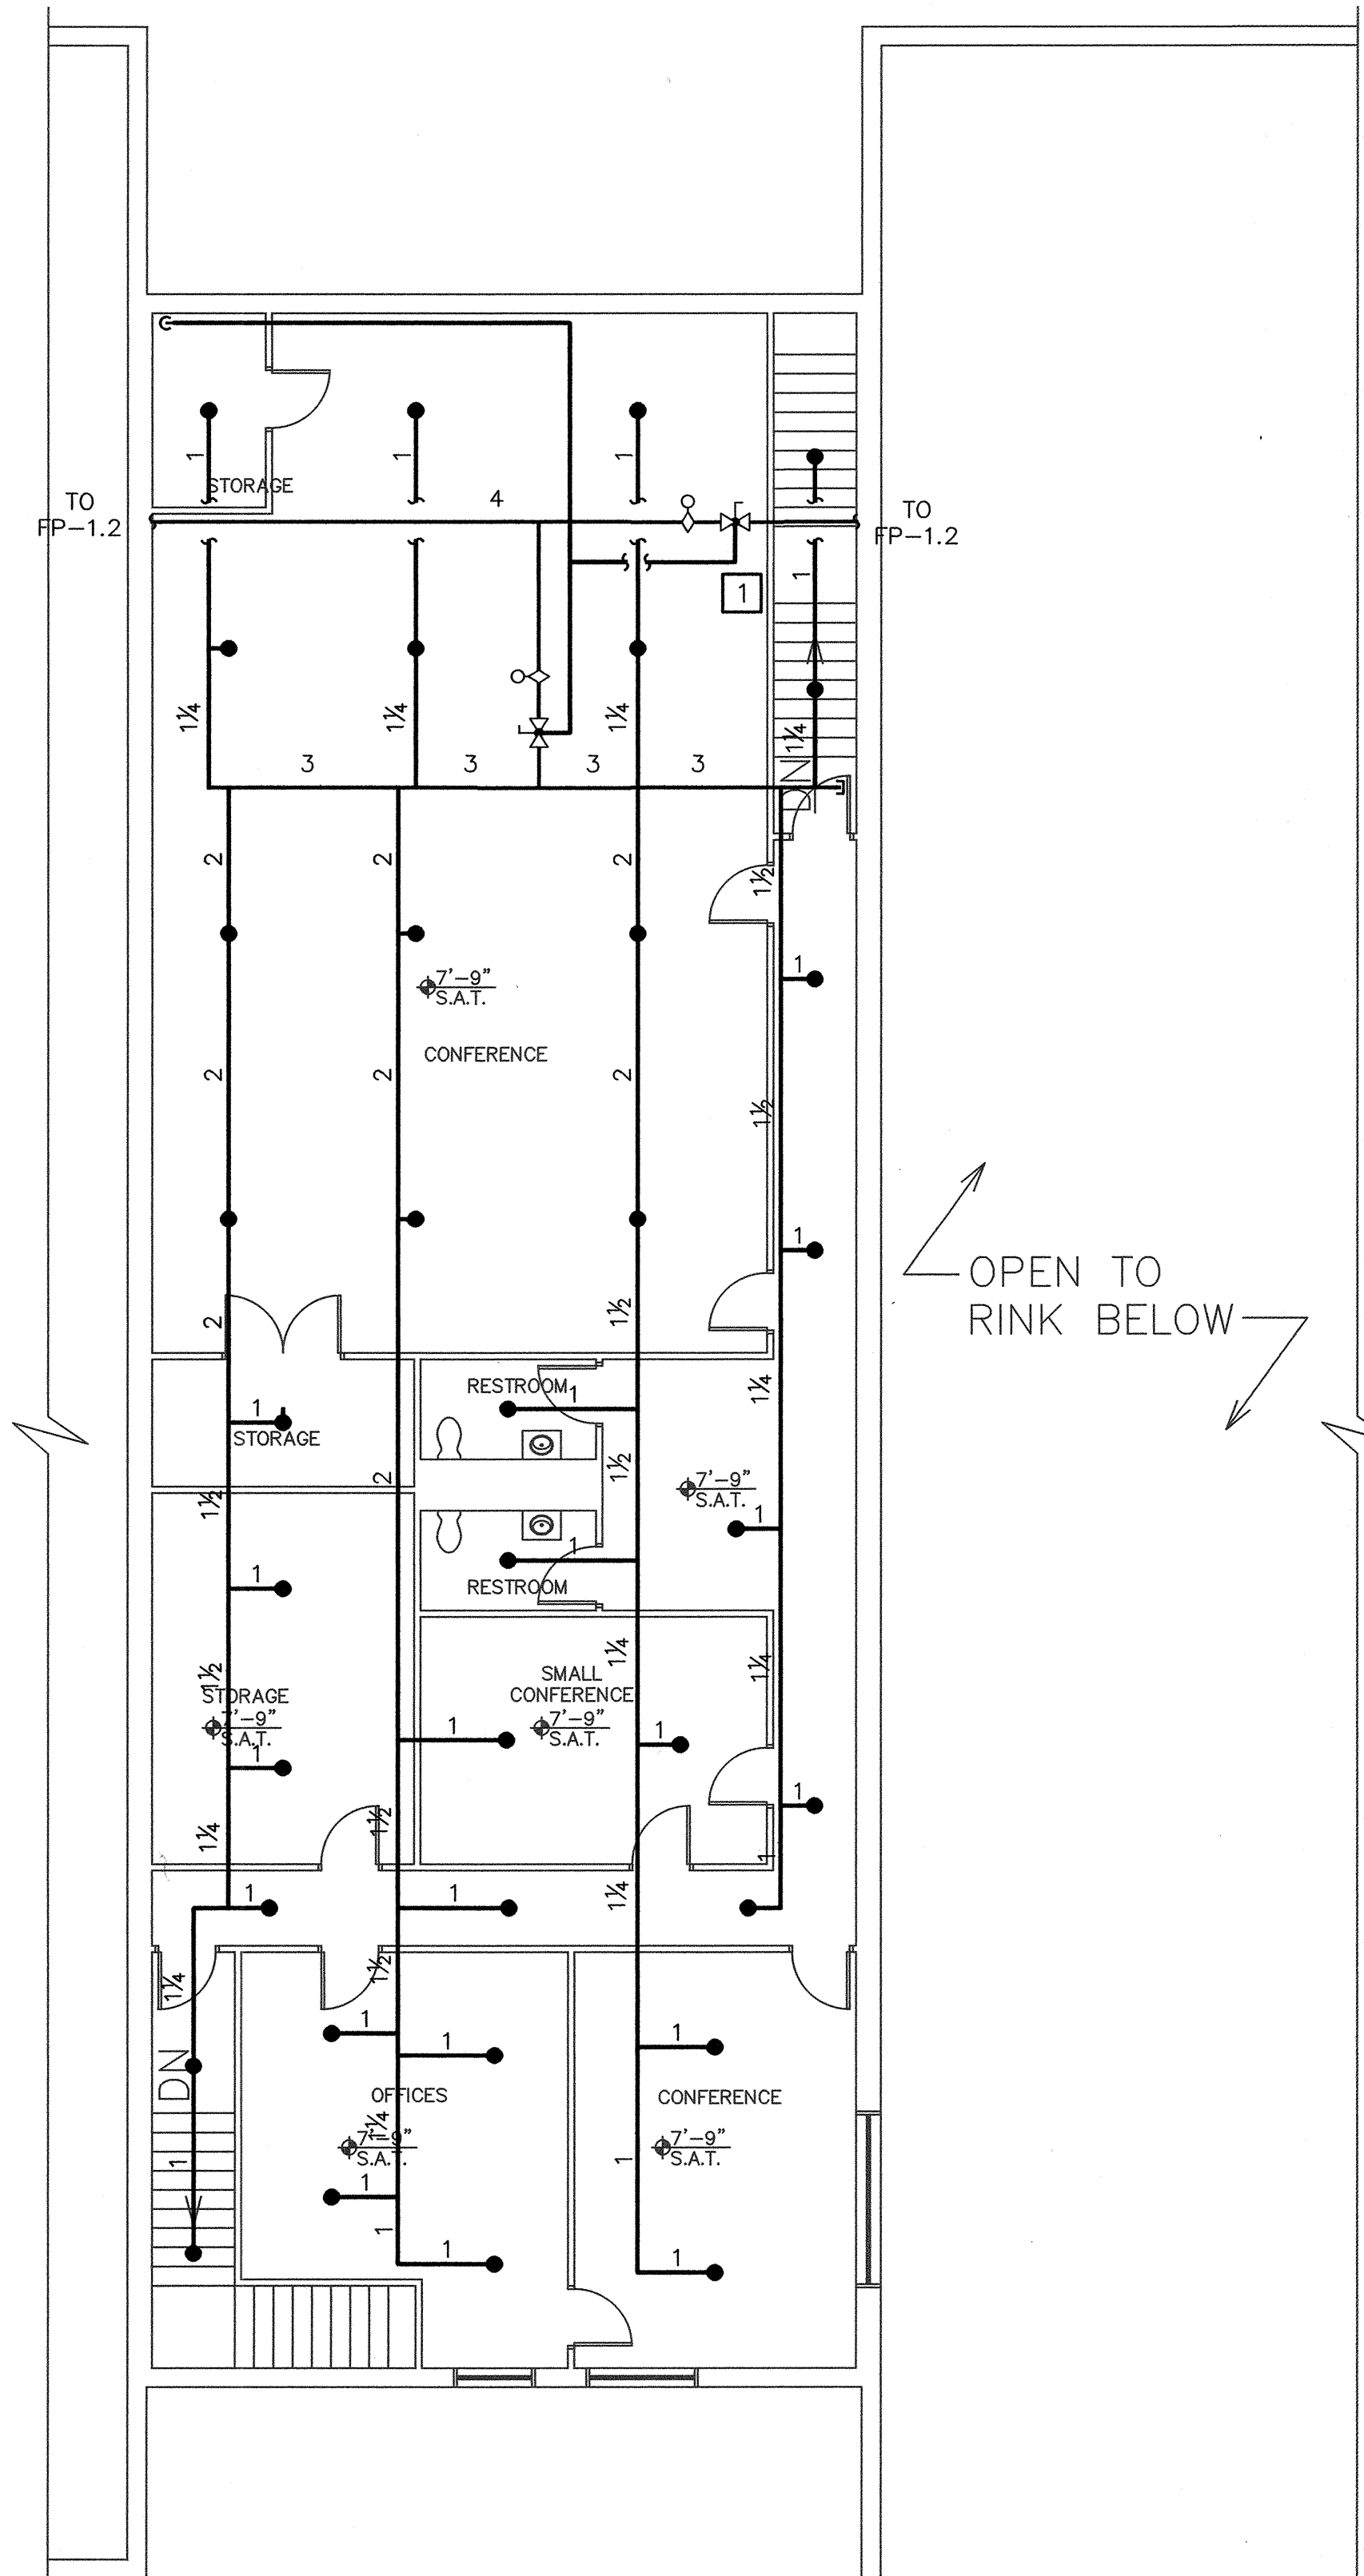 1
1
1
STORAGE
4
TO
FP-1.2
TO
FP-1.2
1
1
1¼
1¼
1¼
1¼
3
3
3
3
DN
2
2
2
1½
1
7'-9"
S.A.T.
CONFERENCE
2
2
2
1½
1
OPEN TO
RINK BELOW
2
1½
1¼
RESTROOM
1
1
STORAGE
2
1½
1½
7'-9"
S.A.T.
1
1
1
RESTROOM
1½
1¼
1¼
SMALL
CONFERENCE
STORAGE
7'-9"
S.A.T.
7'-9"
S.A.T.
1
1
1
1
1¼
1½
1
1
1
1¼
1¼
1½
1
1
1
DN
OFFICES
CONFERENCE
1¼
7'-9"
S.A.T.
7'-9"
S.A.T.
1
1
1
1
1
1